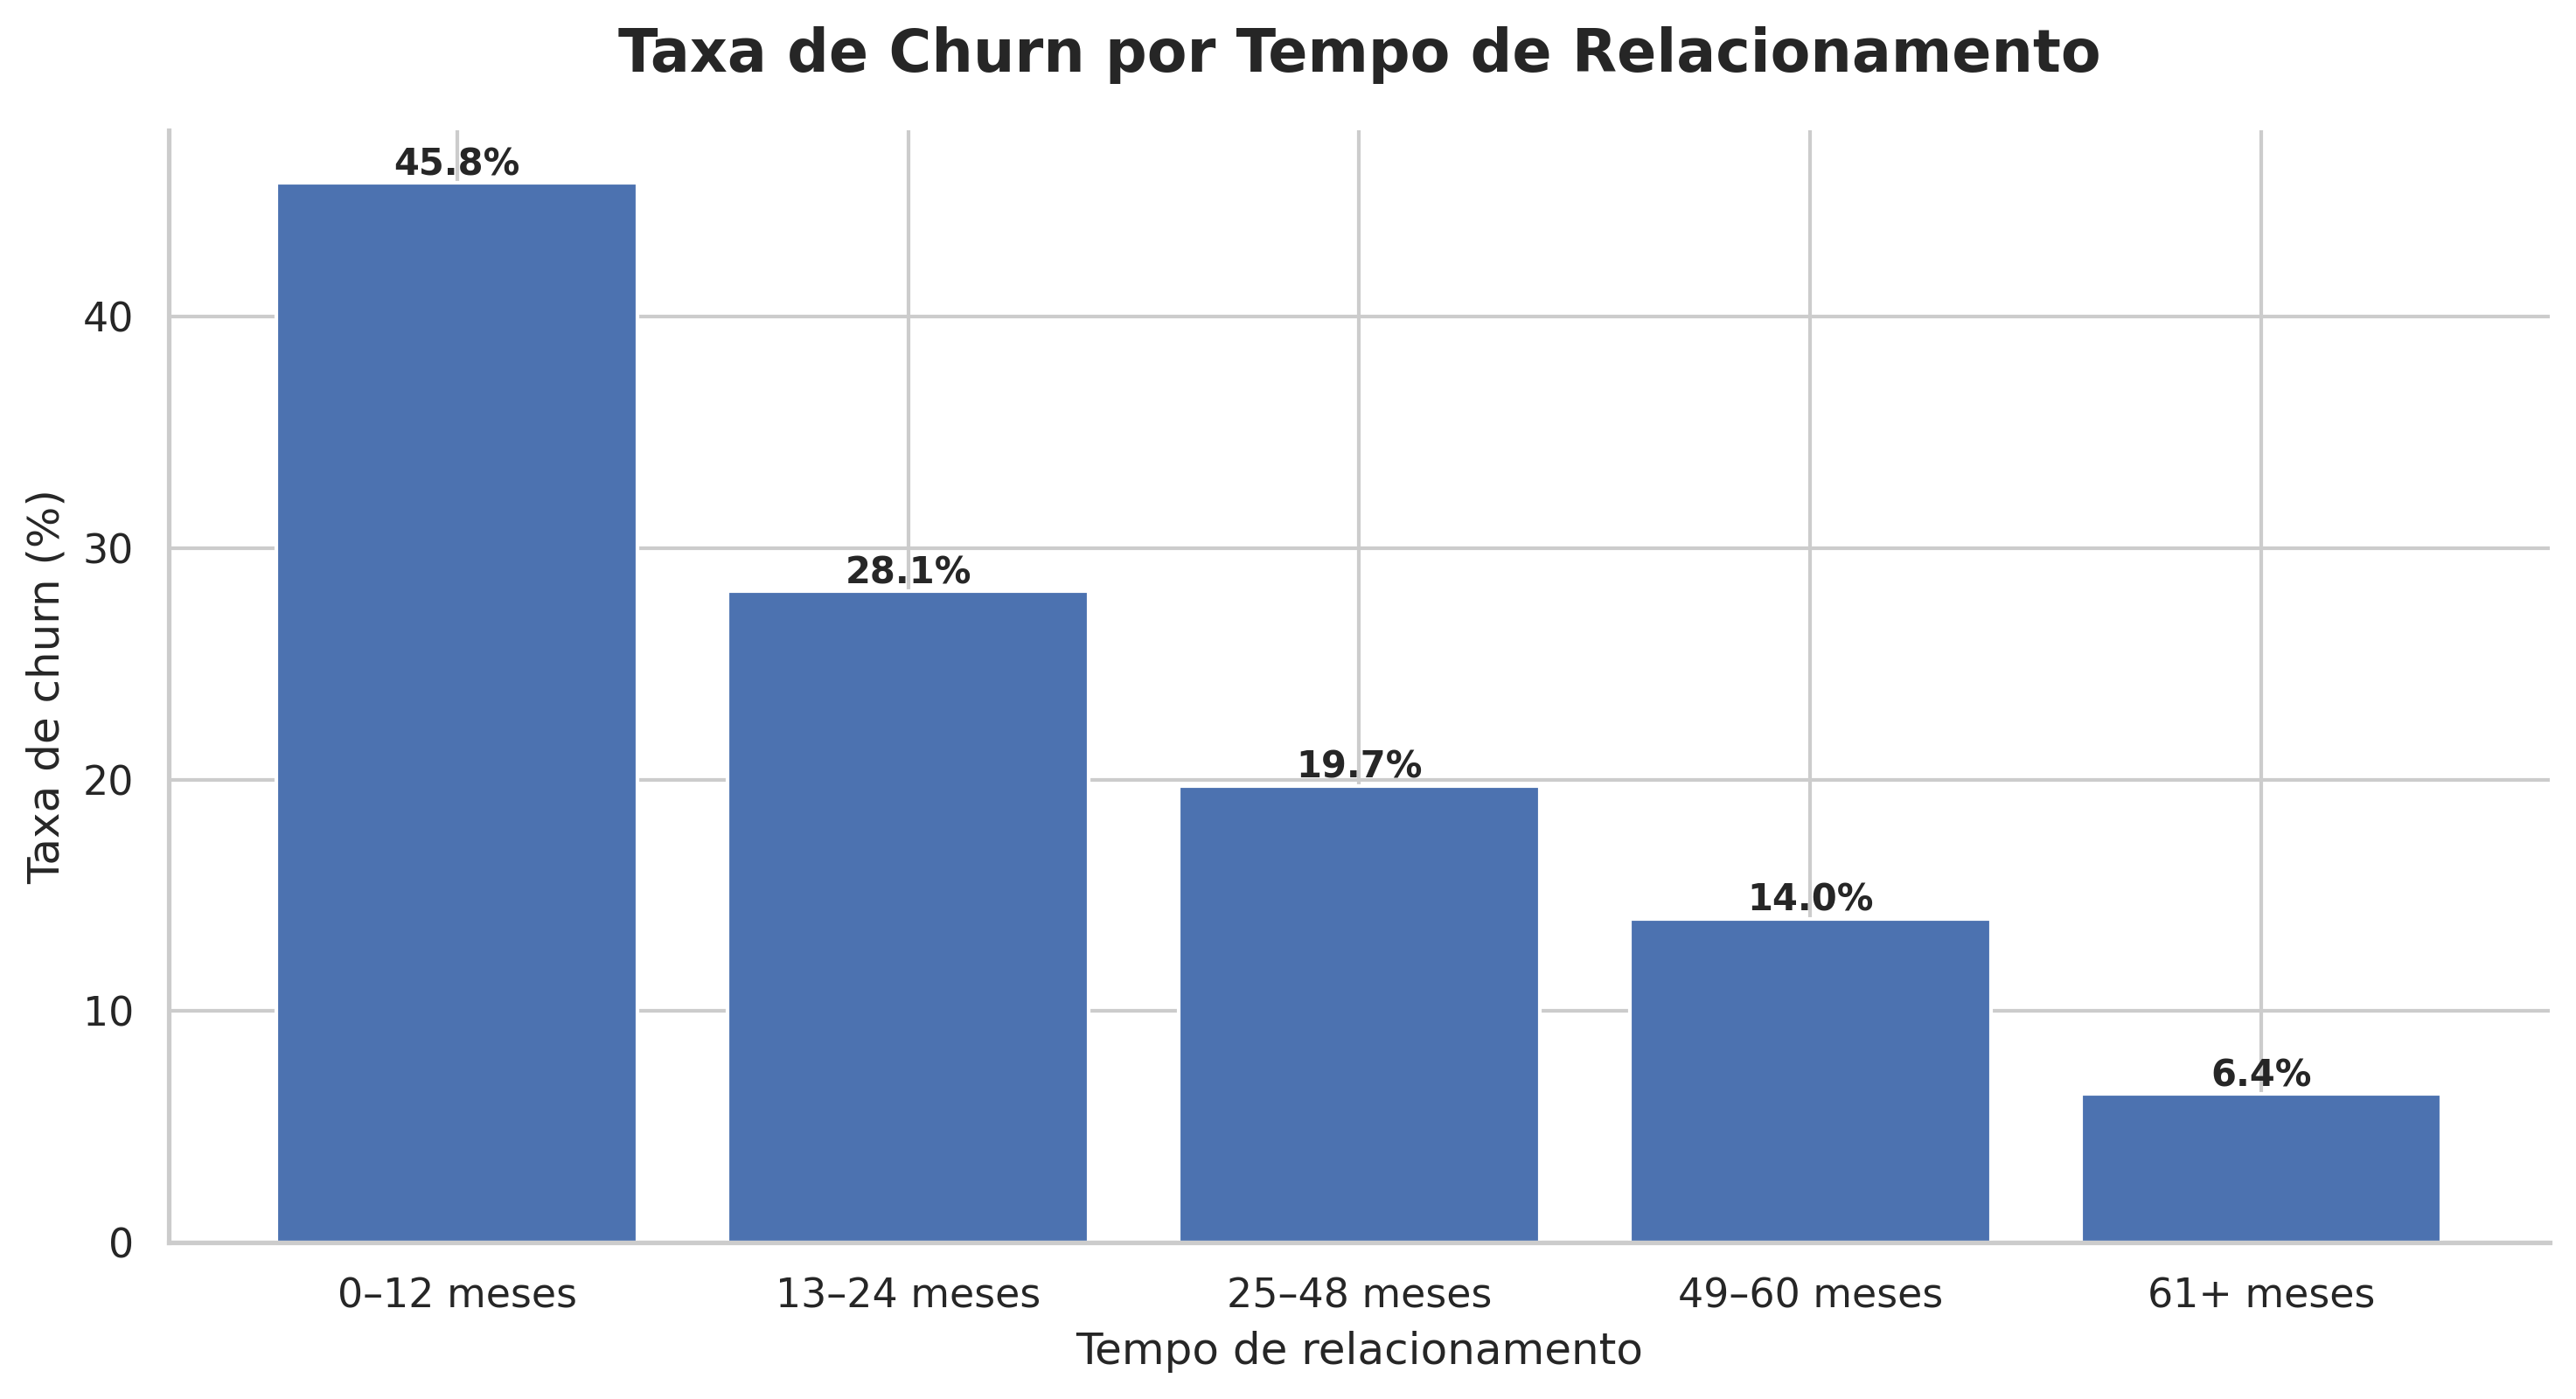 Taxa de Churn por Tempo de Relacionamento
Taxa de churn (%)
40
30
20
10
0
45.8%
28.1%
19.7%
14.0%
6.4%
0–12 meses
13–24 meses
25–48 meses
49–60 meses
61+ meses
Tempo de relacionamento